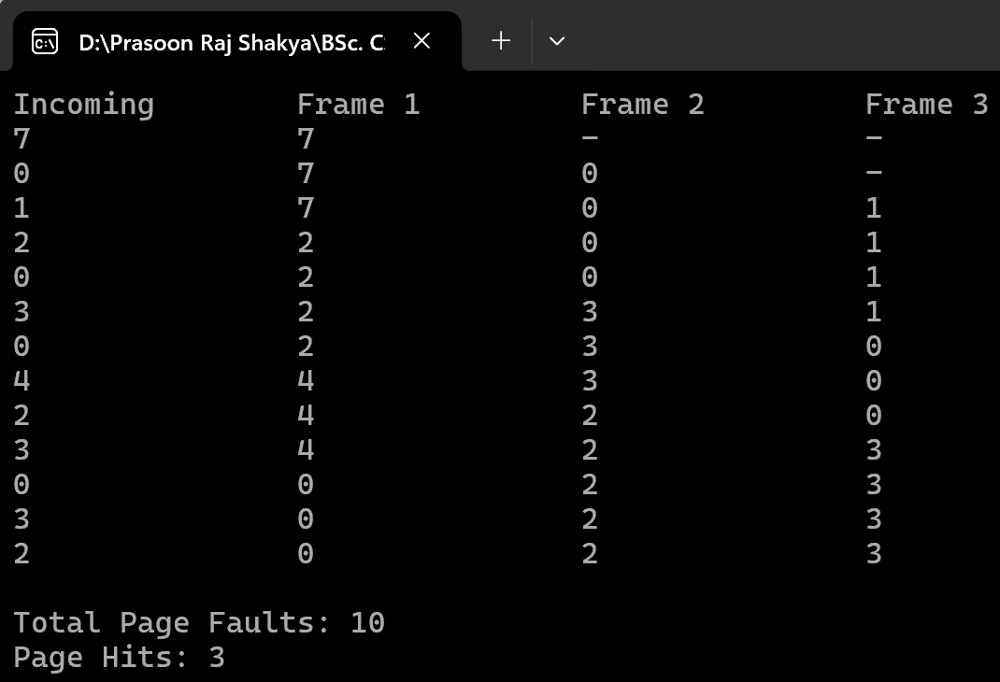 D:\Prasoon Raj Shakya\BSc. C
Incoming Frame 1 Frame 2 Frame 3
7 7 - -
0 7 0 -
1 7 0 1
2 2 0 1
0 2 0 1
3 2 3 1
0 2 3 0
4 4 3 0
2 4 2 0
3 4 2 3
0 0 2 3
3 0 2 3
2 0 2 3
Total Page Faults: 10
Page Hits: 3